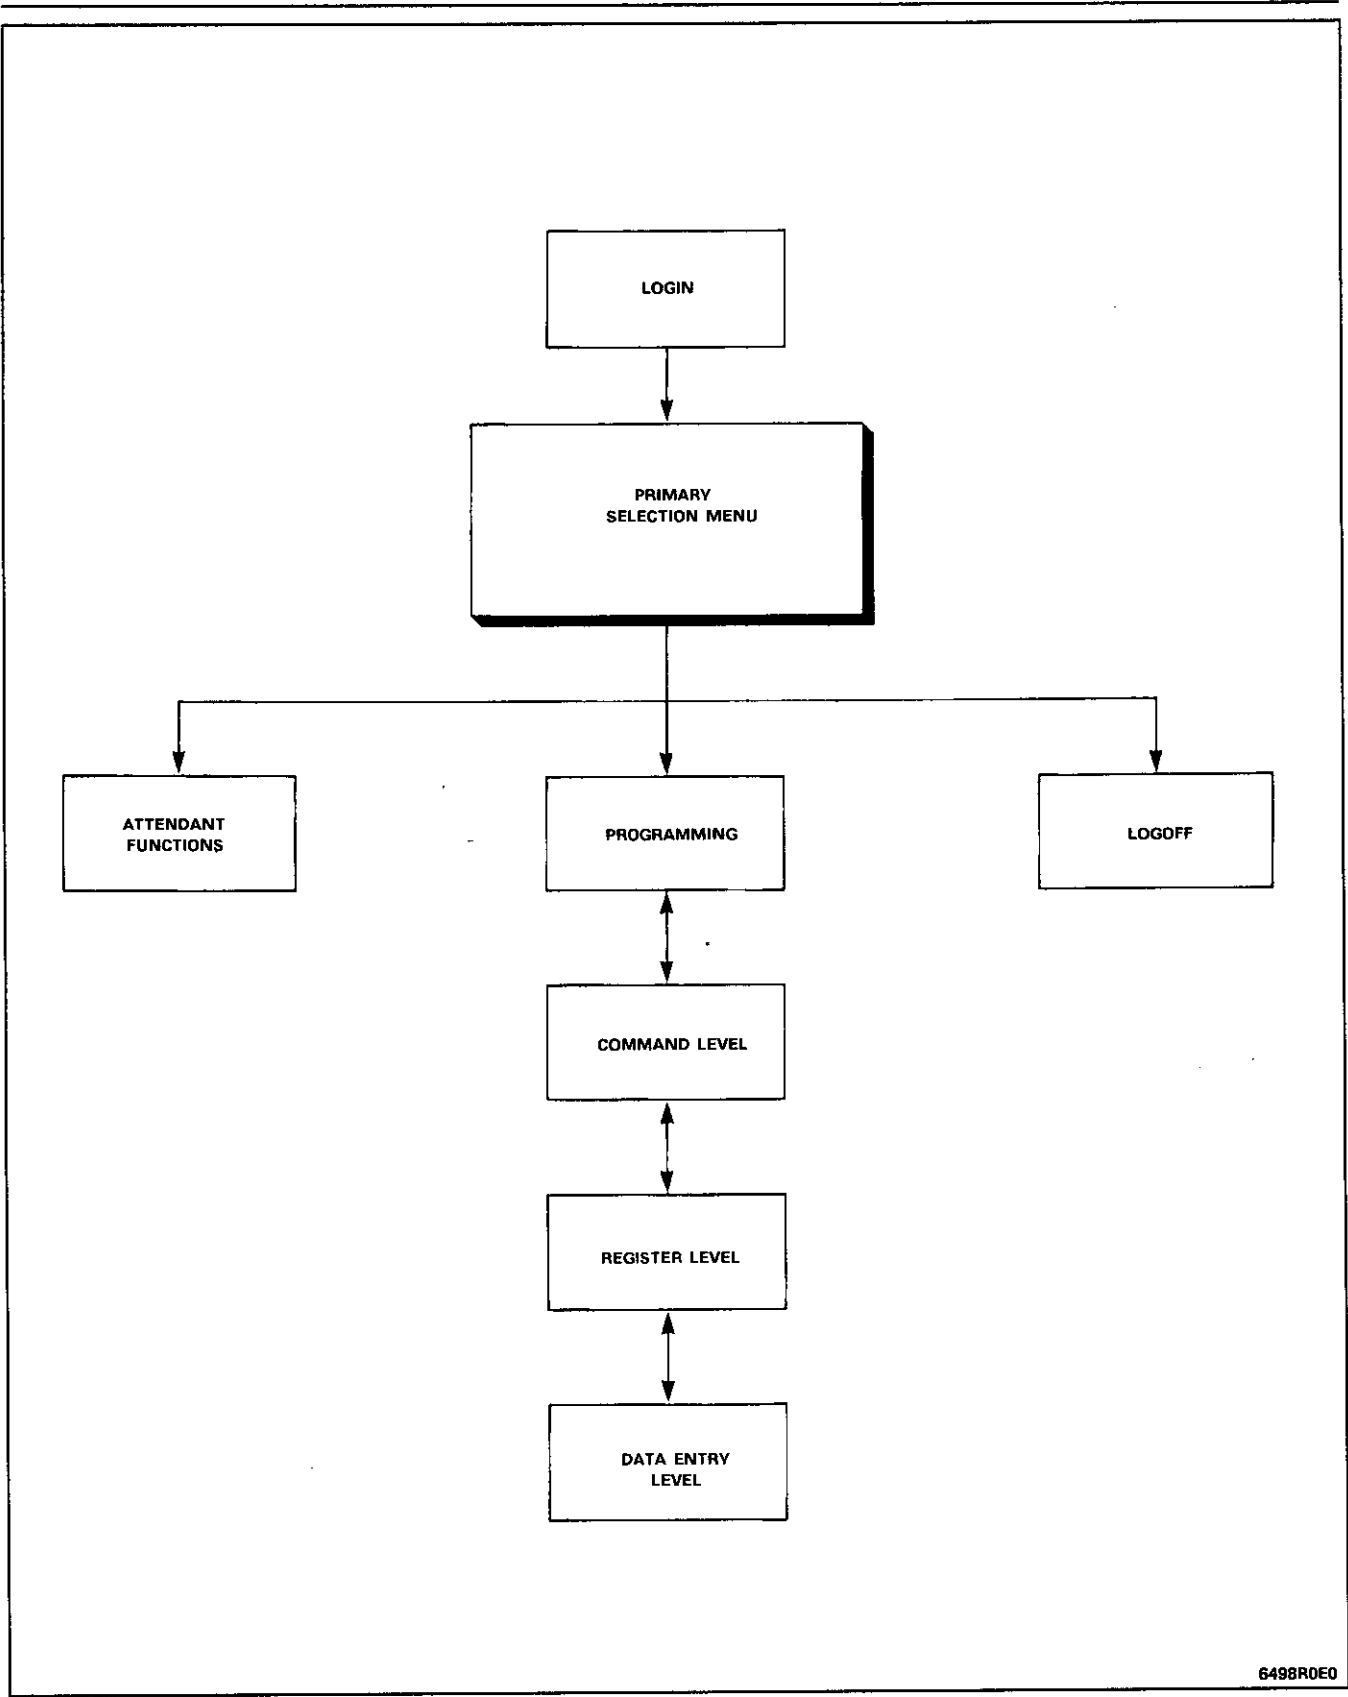 LOGIN
PRIMARY
SELECTION MENU
ATTENDANT
FUNCTIONS
PROGRAMMING
LOGOFF
COMMAND LEVEL
REGISTER LEVEL
DATA ENTRY
LEVEL
6498R0E0